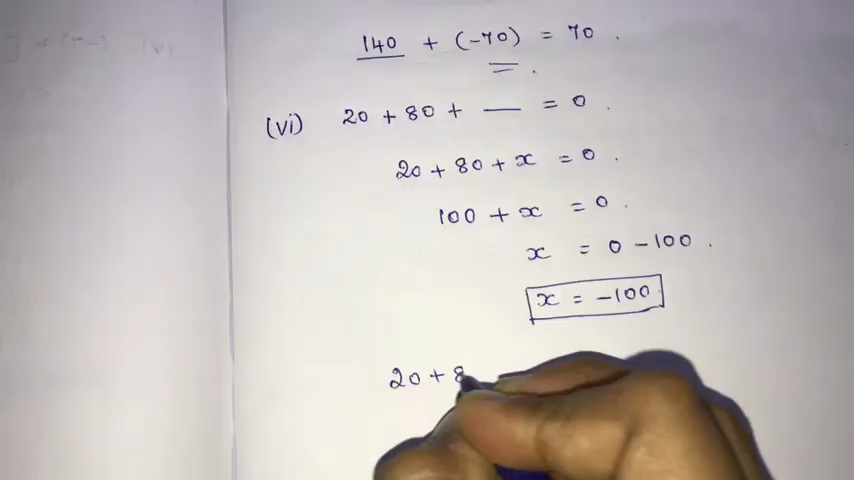 140 + (-70) = 70 .
(vi) 20 + 80 + ___ = 0 .
20 + 80 + x = 0 .
100 + x = 0 .
x = 0 - 100 .
x = -100
20 + 8